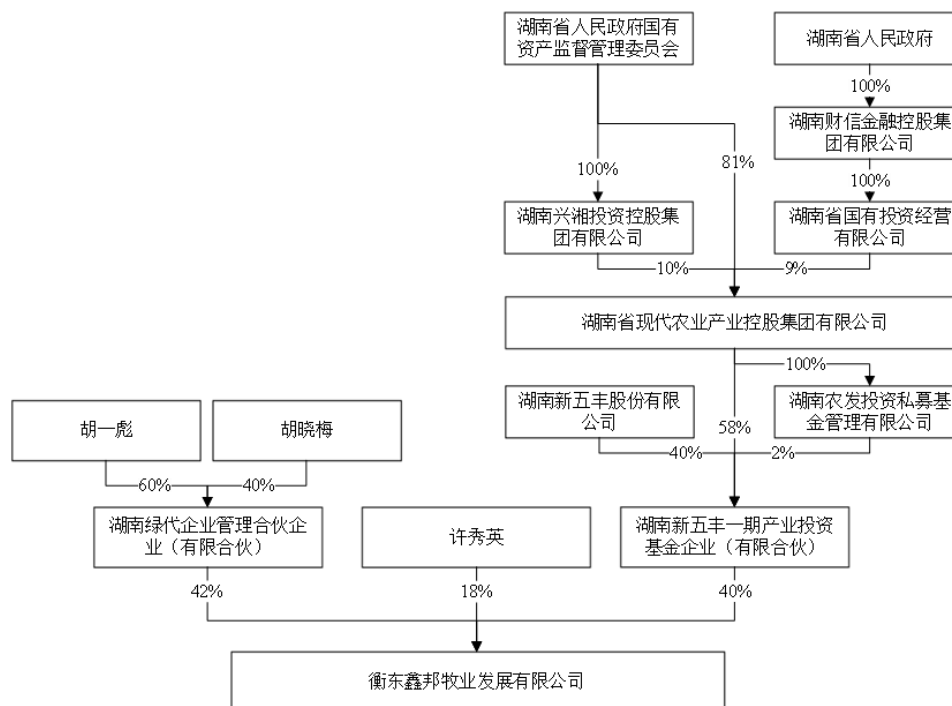 湖南省人民政府国有
资产监督管理委员会
湖南省人民政府
100%
湖南财信金融控股集
团有限公司
100%
81%
100%
湖南兴湘投资控股集
团有限公司
湖南省国有投资经营
有限公司
10%
9%
湖南省现代农业产业控股集团有限公司
100%
湖南新五丰股份有限
公司
湖南农发投资私募基
金管理有限公司
58%
40%
2%
胡一彪
胡晓梅
60%
40%
湖南绿代企业管理合伙企
业（有限合伙）
许秀英
湖南新五丰一期产业投资
基金企业（有限合伙）
42%
18%
40%
衡东鑫邦牧业发展有限公司